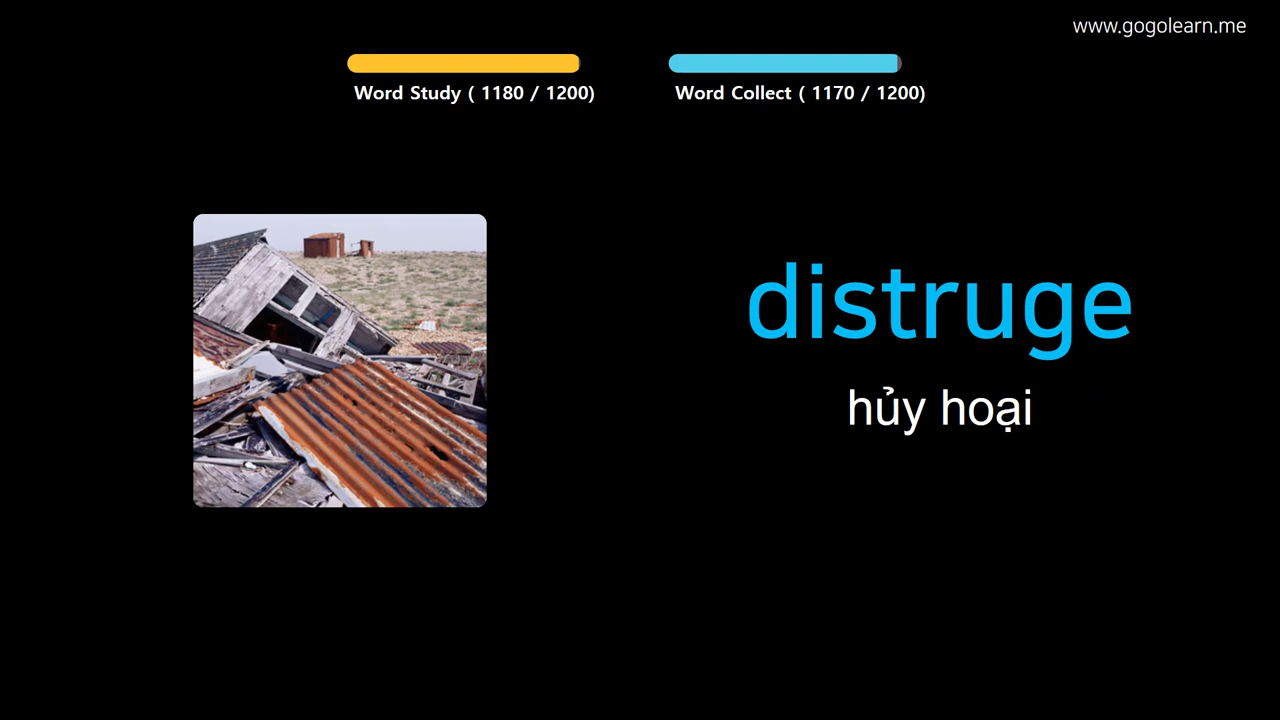 www.gogolearn.me
Word Study ( 1180 / 1200)
Word Collect ( 1170 / 1200)
distruge
hủy hoại